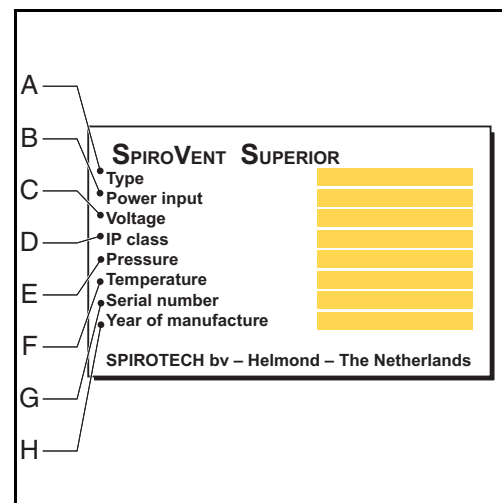 A
B
C
D
E
F
G
H
SPIROVENT SUPERIOR
Type
Power input
Voltage
IP class
Pressure
Temperature
Serial number
Year of manufacture
SPIROTECH bv – Helmond – The Netherlands